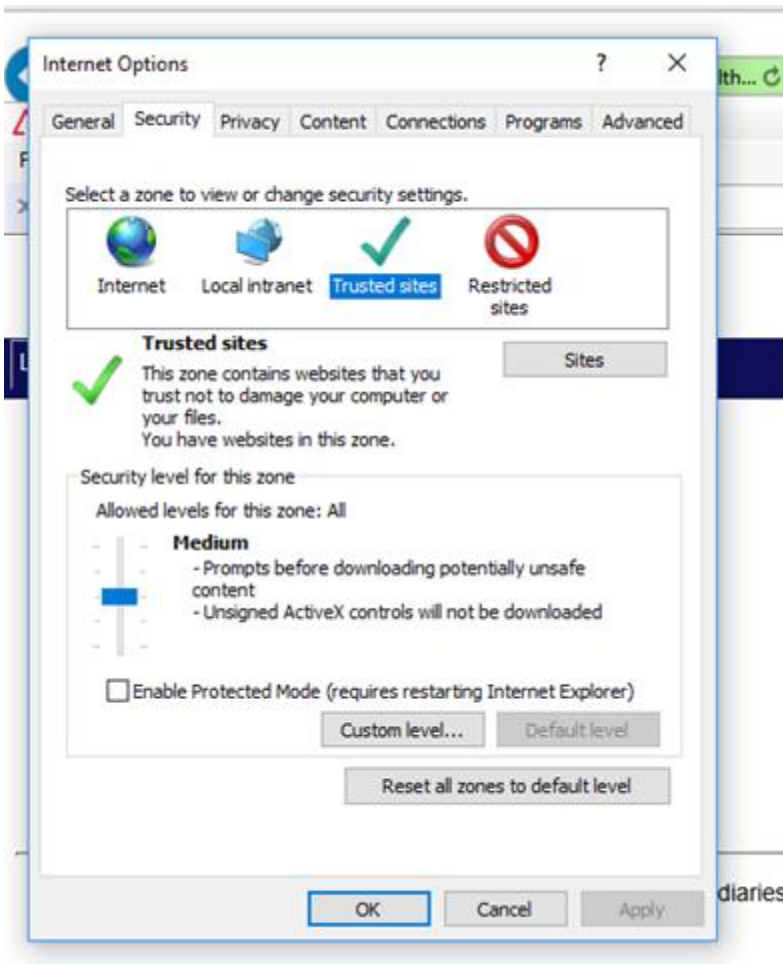 Internet Options
?
lth...
General Security Privacy Content Connections Programs Advanced
Select a zone to view or change security settings.
Internet Local intranet Trusted sites Restricted
sites
Trusted sites
Sites
This zone contains websites that you
trust not to damage your computer or
your files.
You have websites in this zone.
Security level for this zone
Allowed levels for this zone: All
Medium
- Prompts before downloading potentially unsafe
content
- Unsigned ActiveX controls will not be downloaded
Enable Protected Mode (requires restarting Internet Explorer)
Custom level... Default level
Reset all zones to default level
OK Cancel Apply
diaries